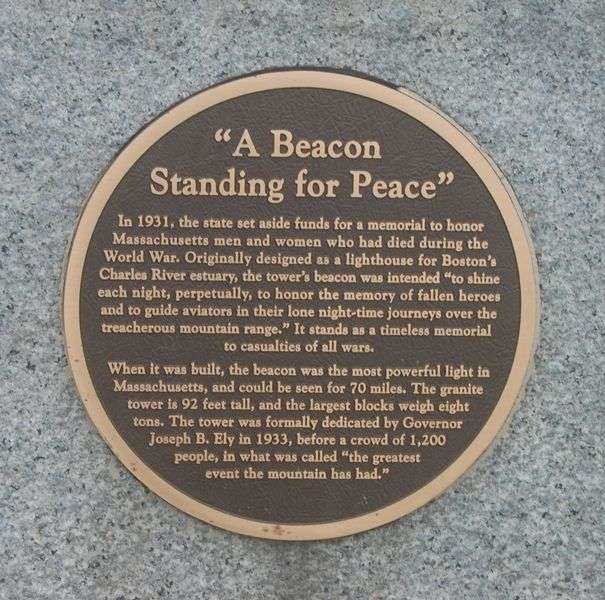 “A Beacon
Standing for Peace”
In 1931, the state set aside funds for a memorial to honor
Massachusetts men and women who had died during the
World War. Originally designed as a lighthouse for Boston’s
Charles River estuary, the tower’s beacon was intended “to shine
each night, perpetually, to honor the memory of fallen heroes
and to guide aviators in their lone night-time journeys over the
treacherous mountain range.” It stands as a timeless memorial
to casualties of all wars.
When it was built, the beacon was the most powerful light in
Massachusetts, and could be seen for 70 miles. The granite
tower is 92 feet tall, and the largest blocks weigh eight
tons. The tower was formally dedicated by Governor
Joseph B. Ely in 1933, before a crowd of 1,200
people, in what was called “the greatest
event the mountain has had.”